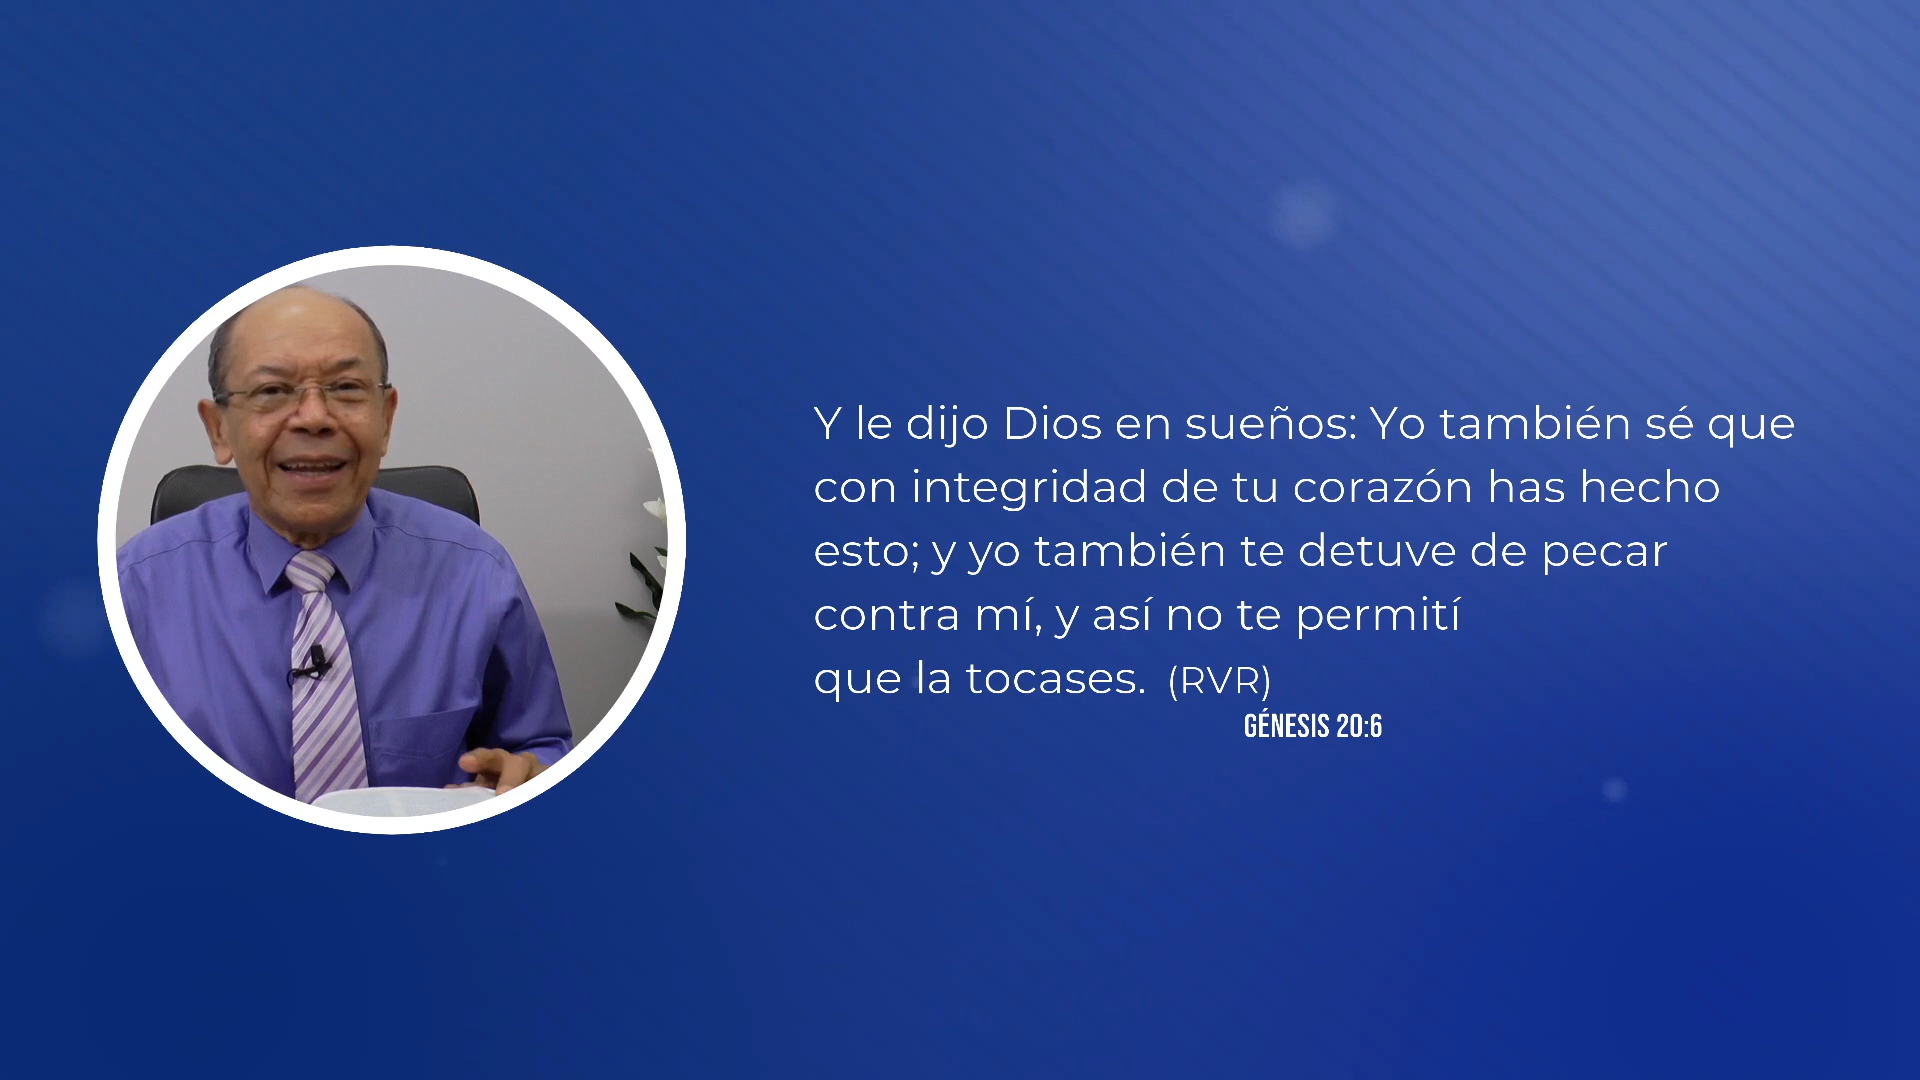 Y le dijo Dios en sueños: Yo también sé que
con integridad de tu corazón has hecho
esto; y yo también te detuve de pecar
contra mí, y así no te permití
que la tocases. (RVR)
GÉNESIS 20:6